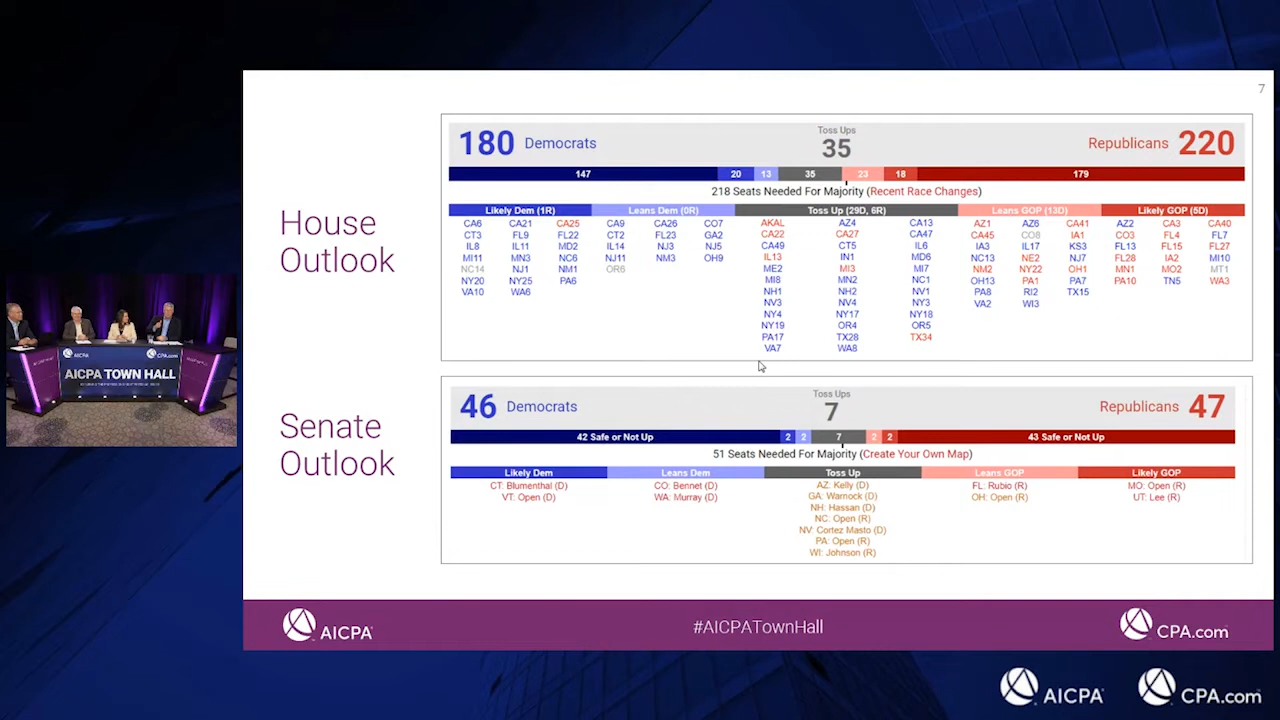 7
House
Outlook
180 Democrats
Toss Ups
35
Republicans 220
147 20 13 35 23 18 179
218 Seats Needed For Majority (Recent Race Changes)
Likely Dem (1R) Leans Dem (0R) Toss Up (29D, 6R) Leans GOP (13D) Likely GOP (5D)
CA6 CA21 CA25 CA9 CA26 CO7 AKAL AZ4 CA13 AZ1 AZ6 CA41 AZ2 CA3 CA40
CT3 FL9 FL22 CT2 FL23 GA2 CA22 CA27 CA47 CA45 CO8 IA1 CO3 FL4 FL7
IL8 IL11 MD2 IL14 NJ3 NJ5 CA49 CT5 IL6 IA3 IL17 KS3 FL13 FL15 FL27
MI11 MN3 NC6 NJ11 NM3 OH9 IL13 IN1 MD6 NC13 NE2 NJ7 FL28 IA2 MI10
NC14 NJ1 NM1 OR6 ME2 MI3 MI7 NM2 NY22 OH1 MN1 MO2 MT1
NY20 NY25 PA6 MI8 MN2 NC1 OH13 PA1 PA7 PA10 TN5 WA3
VA10 WA6 NH1 NH2 NV1 PA8 RI2 TX15
NV3 NV4 NY3 VA2 WI3
NY4 NY17 NY18
NY19 OR4 OR5
PA17 TX28 TX34
VA7 WA8
Senate
Outlook
46 Democrats
Toss Ups
7
Republicans 47
42 Safe or Not Up 2 2 7 2 2 43 Safe or Not Up
51 Seats Needed For Majority (Create Your Own Map)
Likely Dem Leans Dem Toss Up Leans GOP Likely GOP
CT: Blumenthal (D) CO: Bennet (D) AZ: Kelly (D) FL: Rubio (R) MO: Open (R)
VT: Open (D) WA: Murray (D) GA: Warnock (D) OH: Open (R) UT: Lee (R)
NH: Hassan (D)
NC: Open (R)
NV: Cortez Masto (D)
PA: Open (R)
WI: Johnson (R)
AICPA CPA.com
AICPA TOWN HALL
AICPA #AICPATownHall CPA.com
AICPA CPA.com